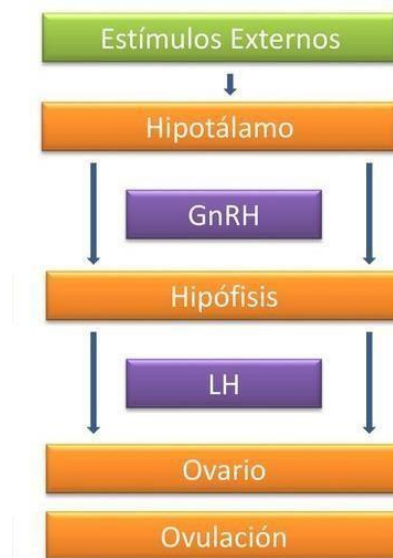 Estímulos Externos
Hipotálamo
GnRH
Hipófisis
LH
Ovario
Ovulación